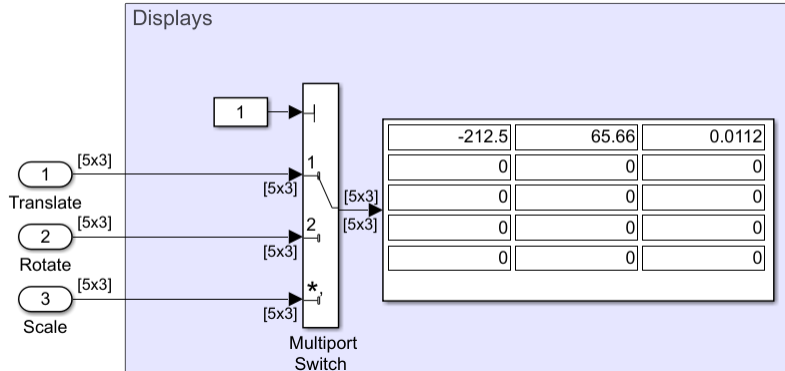 Displays
1
-212.5 65.66 0.0112
0 0 0
0 0 0
0 0 0
0 0 0
1
[5x3]
Translate
1
[5x3]
[5x3]
[5x3]
2
[5x3]
Rotate
2
[5x3]
3
[5x3]
Scale
*,
[5x3]
Multiport
Switch